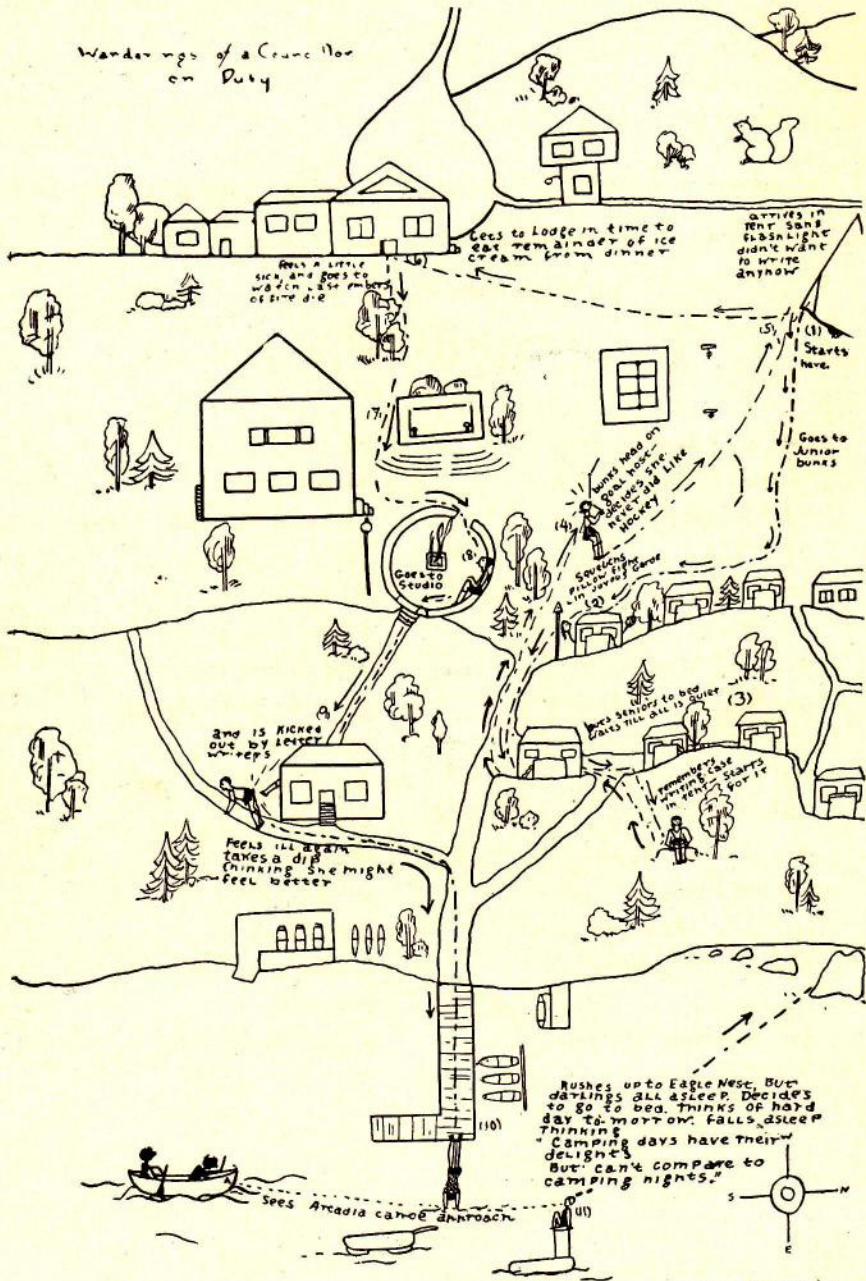 Wanderings of a Councillor
on Duty
arrives in
tent sans
flashlight
didn't want
to write
anyhow
Gets to Lodge in time to
eat remainder of ice
cream from dinner
(6)
Feels a little
sick, and goes to
watch last embers
of fire die
(5)
(1)
Starts
here.
(7)
Goes to
Junior
bunks
bunks head on
goal nose-
decides she
never did like
Hockey
(4)
(8)
Goes to
Studio
Squelchs
pillow fight
in Joyous Garde
(2)
(9)
Puts seniors to bed
waits till all is quiet
(3)
and is kicked
out by letter
writers
remembers
writing case
in tent - starts
for it
Feels ill again
takes a dip
thinking she might
feel better
(10)
Rushes up to Eagle Nest, But
darlings all asleep. Decides
to go to bed. Thinks of hard
day to-morrow. Falls asleep
thinking
"Camping days have their
delights
But can't compare to
camping nights."
W
S
N
E
A
Sees Arcadia canoe approach
(11)